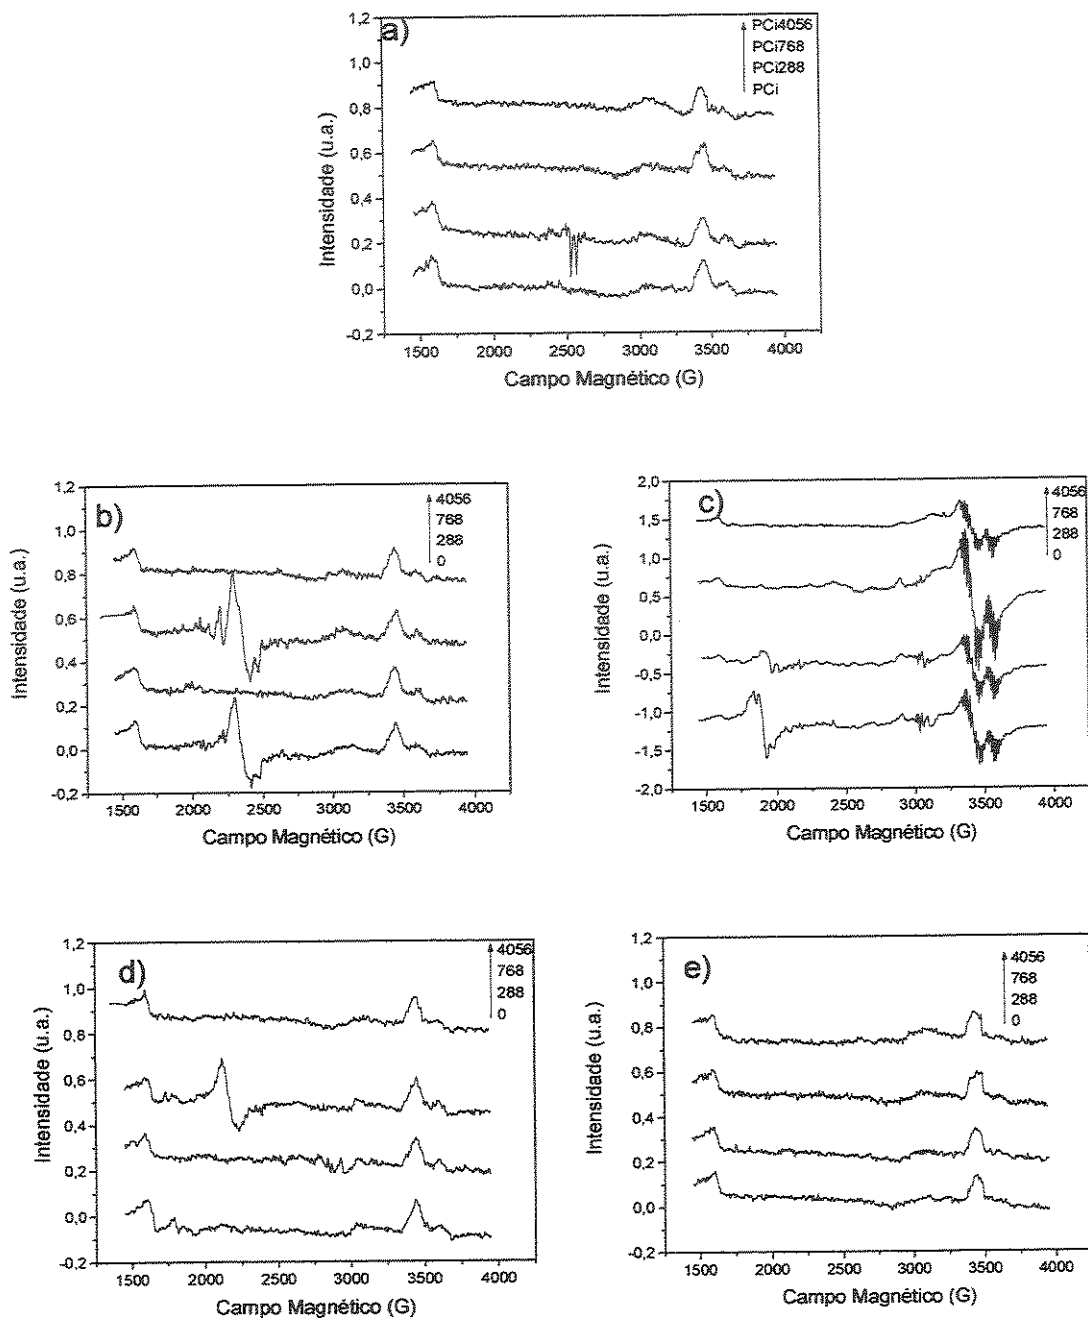 a)
PCi4056
PCi768
PCi288
PCi
1,2
1,0
0,8
0,6
0,4
0,2
0,0
-0,2
Intensidade (u.a.)
1500 2000 2500 3000 3500 4000
Campo Magnético (G)
b)
4056
768
288
0
1,2
1,0
0,8
0,6
0,4
0,2
0,0
-0,2
Intensidade (u.a.)
1500 2000 2500 3000 3500 4000
Campo Magnético (G)
c)
4056
768
288
0
2,0
1,5
1,0
0,5
0,0
-0,5
-1,0
-1,5
-2,0
Intensidade (u.a.)
1500 2000 2500 3000 3500 4000
Campo Magnético (G)
d)
4056
768
288
0
1,2
1,0
0,8
0,6
0,4
0,2
0,0
-0,2
Intensidade (u.a.)
1500 2000 2500 3000 3500 4000
Campo Magnético (G)
e)
4056
768
288
0
1,2
1,0
0,8
0,6
0,4
0,2
0,0
-0,2
Intensidade (u.a.)
1500 2000 2500 3000 3500 4000
Campo Magnético (G)